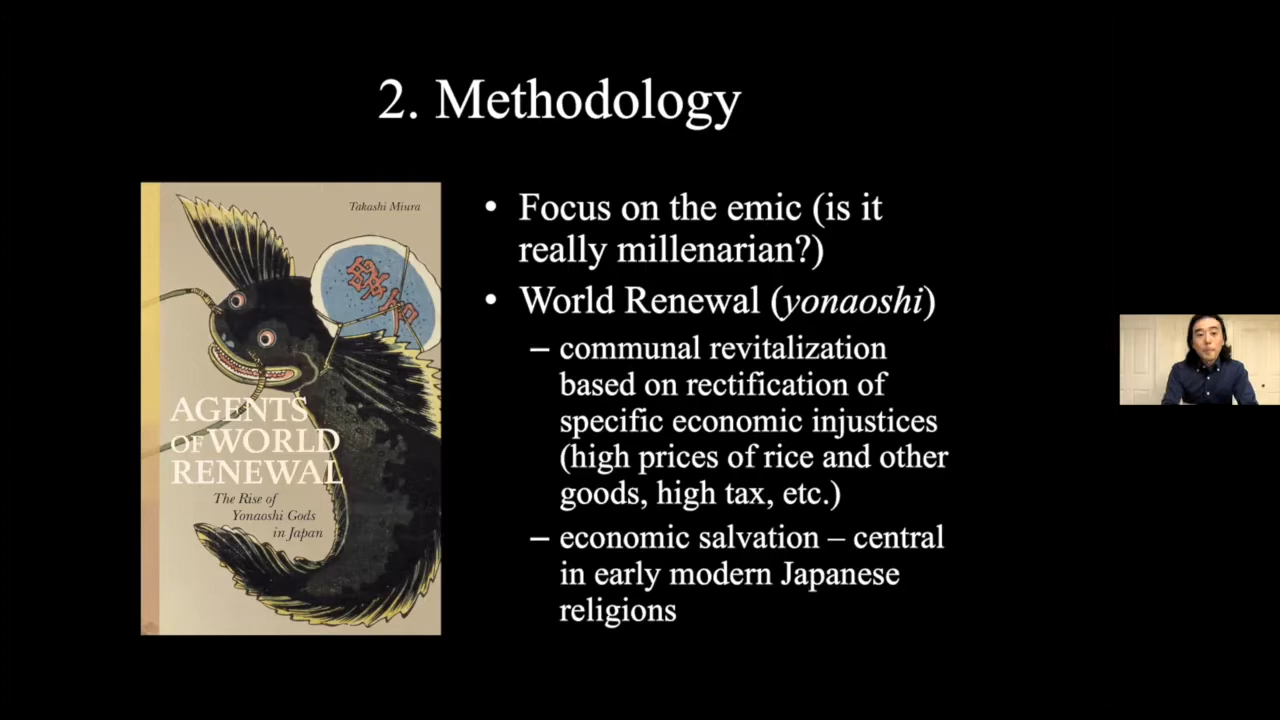 2. Methodology
Takashi Miura
AGENTS
OF WORLD
RENEWAL
The Rise of
Yonaoshi Gods
in Japan
• Focus on the emic (is it
really millenarian?)
• World Renewal (yonaoshi)
– communal revitalization
based on rectification of
specific economic injustices
(high prices of rice and other
goods, high tax, etc.)
– economic salvation – central
in early modern Japanese
religions